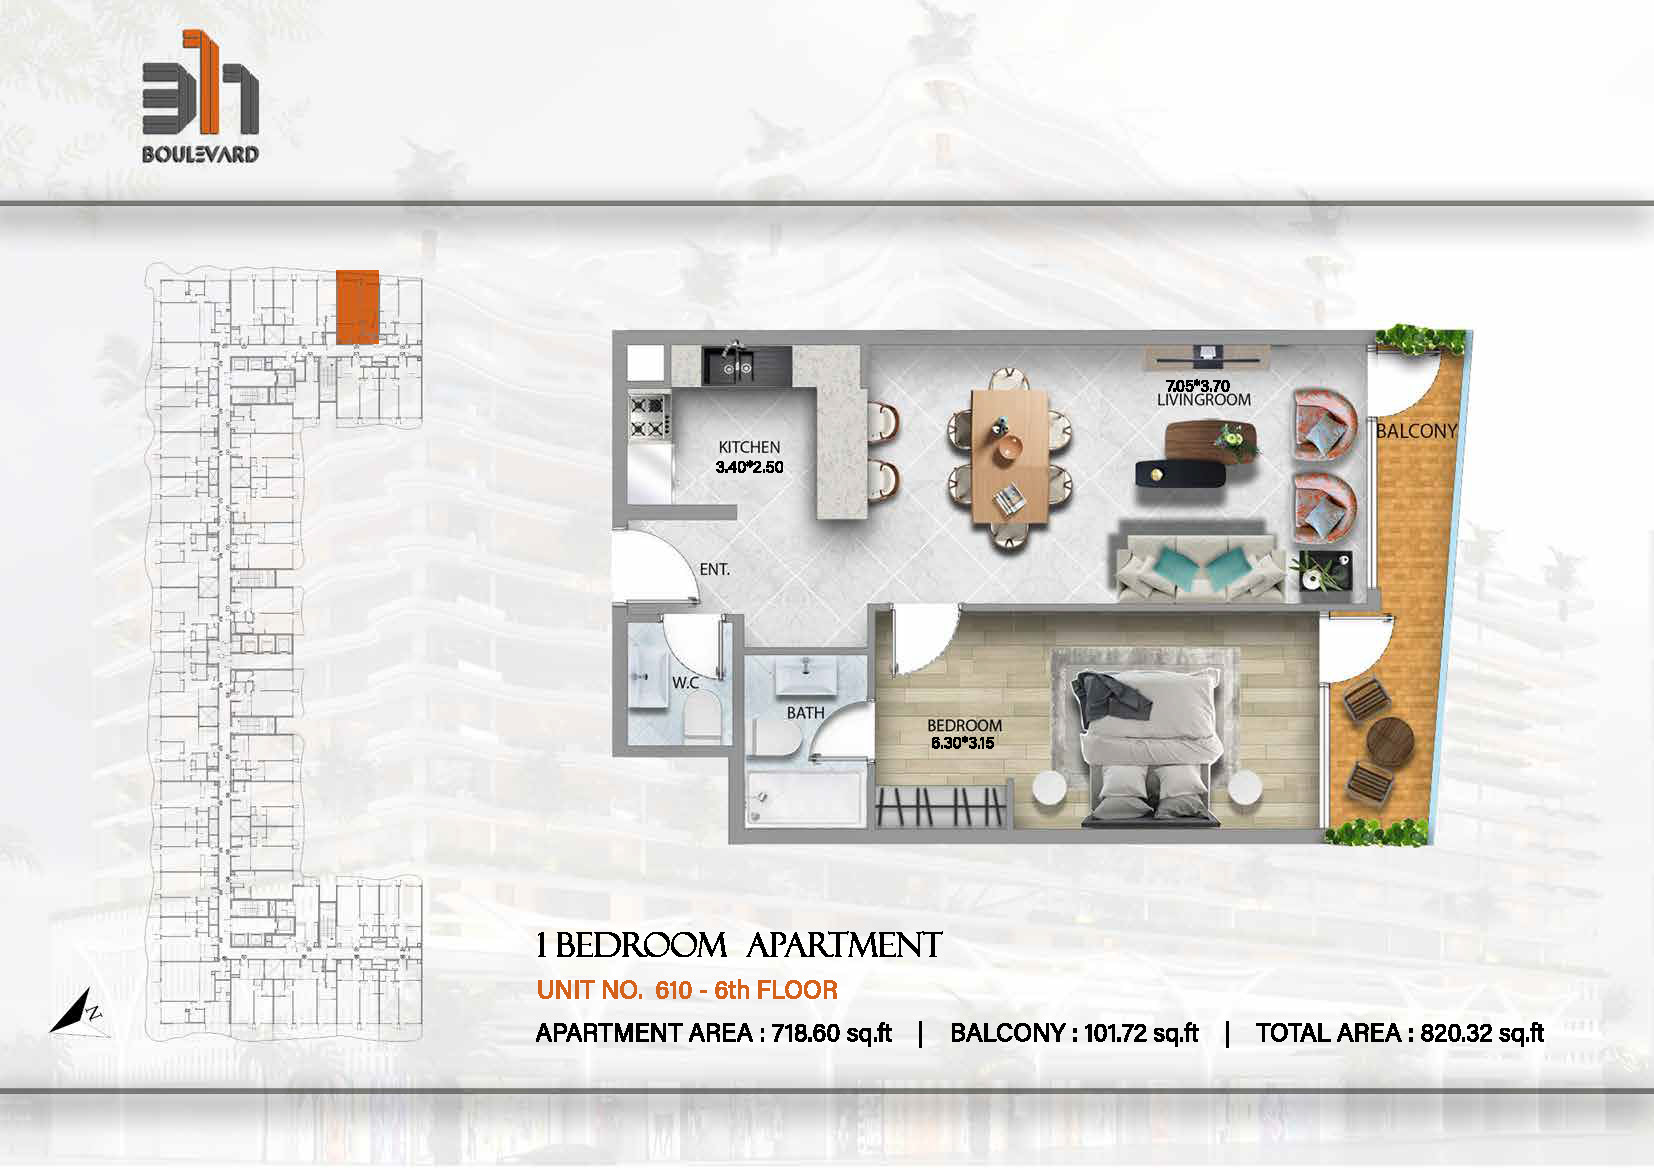 311
BOULEVARD
7.05*3.70
LIVINGROOM
BALCONY
KITCHEN
3.40*2.50
ENT.
W.C
BATH
BEDROOM
6.30*3.15
1 BEDROOM APARTMENT
UNIT NO. 610 - 6th FLOOR
APARTMENT AREA : 718.60 sq.ft | BALCONY : 101.72 sq.ft | TOTAL AREA : 820.32 sq.ft
N